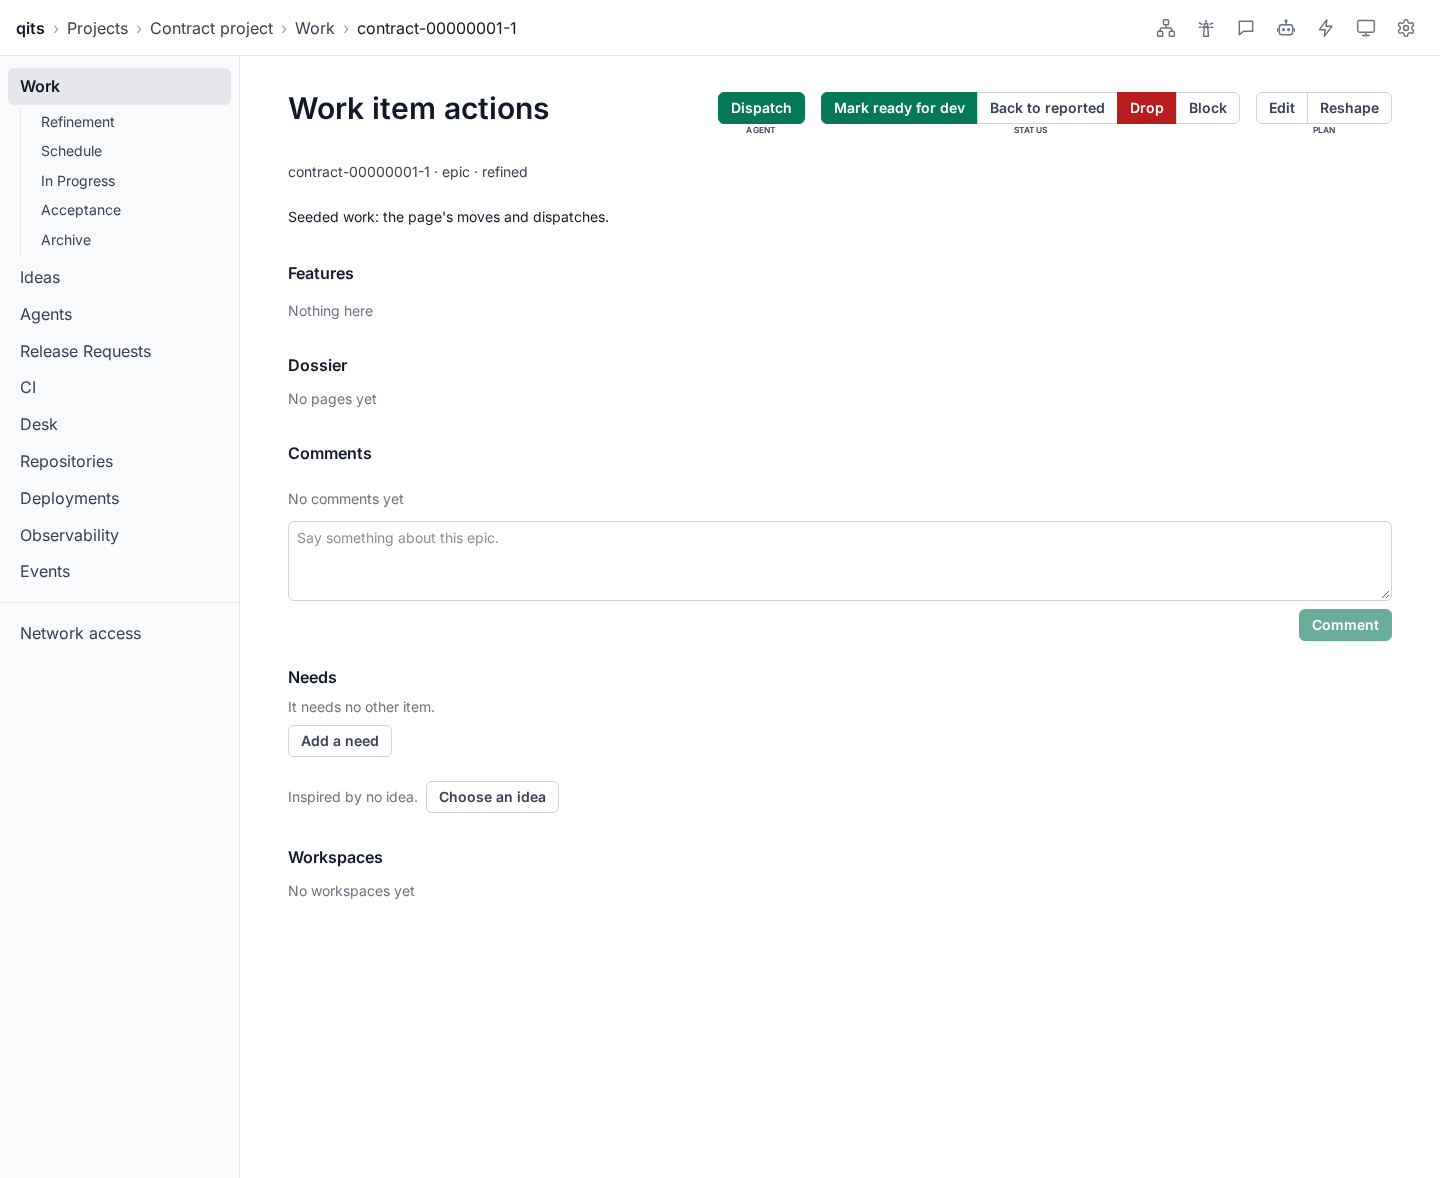 qits › Projects › Contract project › Work › contract-00000001-1
Work
Refinement
Schedule
In Progress
Acceptance
Archive
Ideas
Agents
Release Requests
CI
Desk
Repositories
Deployments
Observability
Events
Network access
Work item actions
Dispatch
AGENT
Mark ready for dev Back to reported Drop Block
STATUS
Edit Reshape
PLAN
contract-00000001-1 · epic · refined
Seeded work: the page's moves and dispatches.
Features
Nothing here
Dossier
No pages yet
Comments
No comments yet
Say something about this epic.
Comment
Needs
It needs no other item.
Add a need
Inspired by no idea. Choose an idea
Workspaces
No workspaces yet